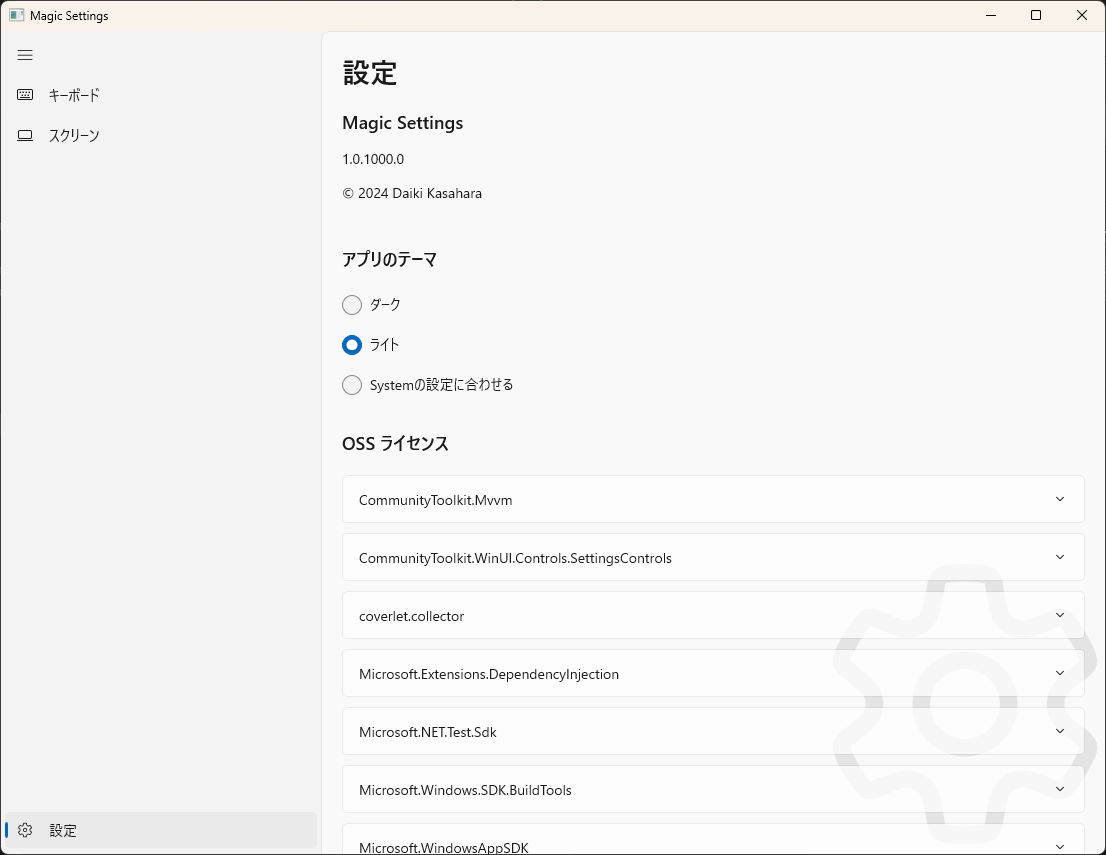 Magic Settings
キーボード
スクリーン
設定
設定
Magic Settings
1.0.1000.0
© 2024 Daiki Kasahara
アプリのテーマ
ダーク
ライト
Systemの設定に合わせる
OSS ライセンス
CommunityToolkit.Mvvm
CommunityToolkit.WinUI.Controls.SettingsControls
coverlet.collector
Microsoft.Extensions.DependencyInjection
Microsoft.NET.Test.Sdk
Microsoft.Windows.SDK.BuildTools
Microsoft.WindowsAppSDK